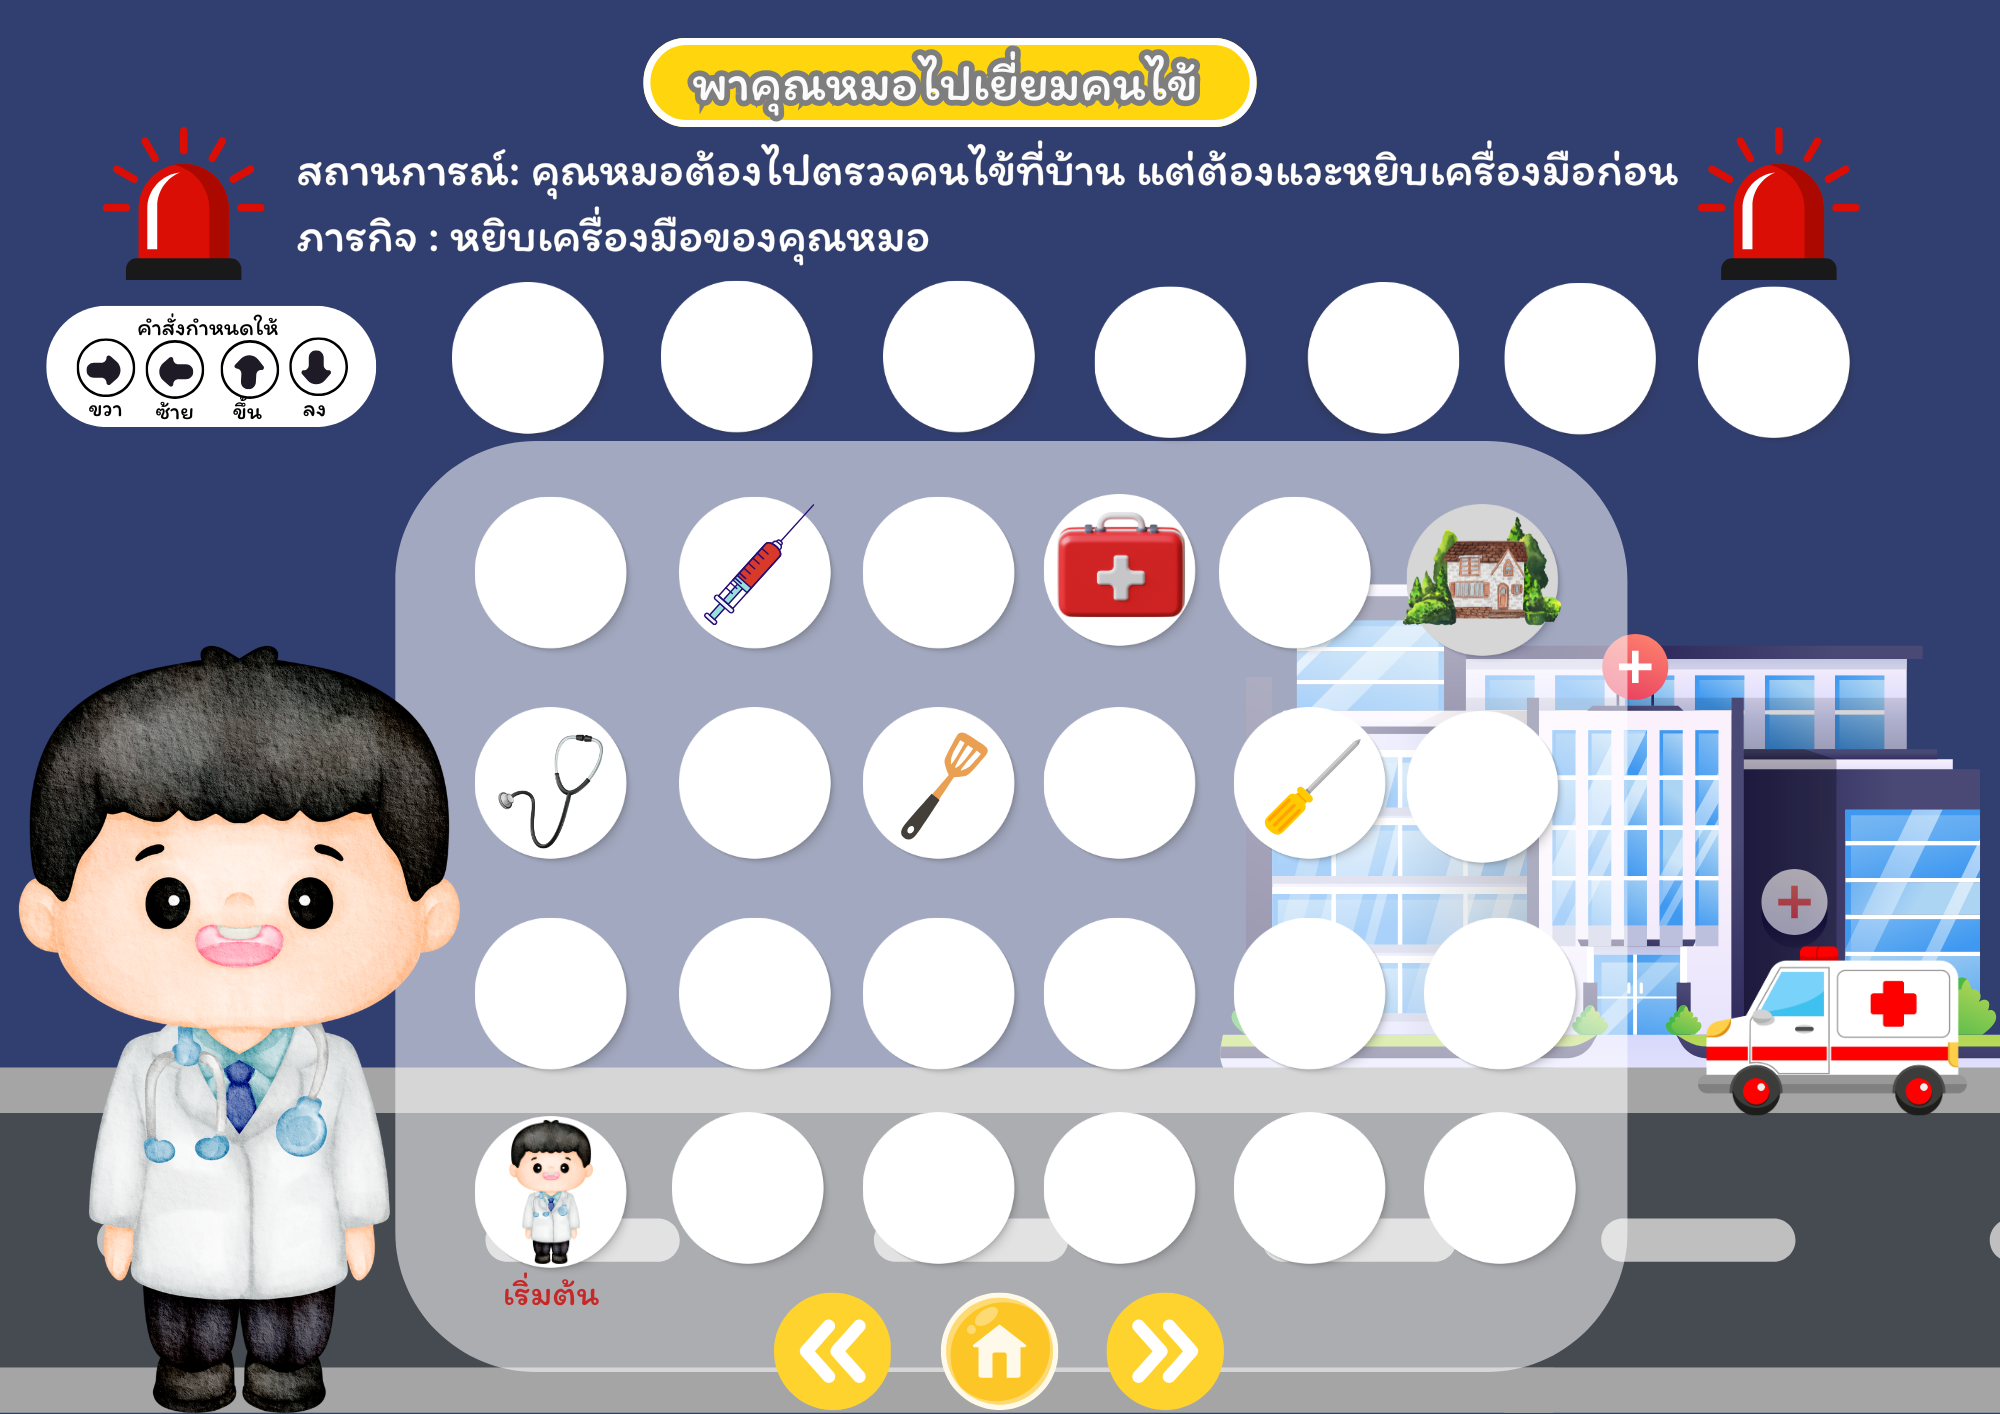 พาคุณหมอไปเยี่ยมคนไข้
สถานการณ์: คุณหมอต้องไปตรวจคนไข้ที่บ้าน แต่ต้องแวะหยิบเครื่องมือก่อน
ภารกิจ : หยิบเครื่องมือของคุณหมอ
คำสั่งกำหนดให้
ขวา ซ้าย ขึ้น ลง
เริ่มต้น